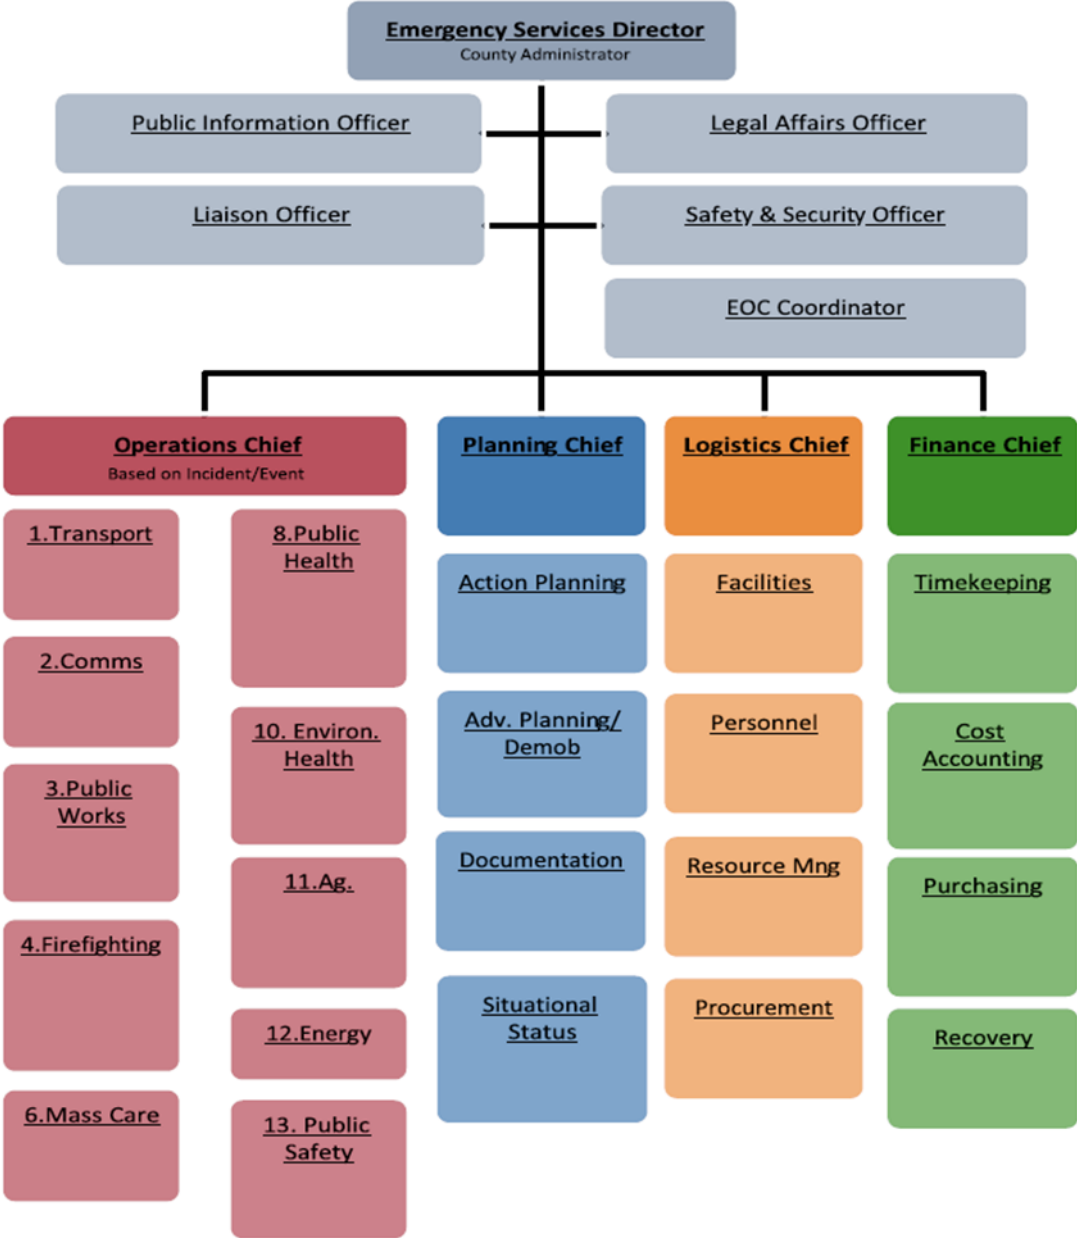 Emergency Services Director
County Administrator
Public Information Officer
Legal Affairs Officer
Liaison Officer
Safety & Security Officer
EOC Coordinator
Operations Chief
Based on Incident/Event
1.Transport
2.Comms
3.Public
Works
4.Firefighting
6.Mass Care
8.Public
Health
10. Environ.
Health
11.Ag.
12.Energy
13. Public
Safety
Planning Chief
Action Planning
Adv. Planning/
Demob
Documentation
Situational
Status
Logistics Chief
Facilities
Personnel
Resource Mng
Procurement
Finance Chief
Timekeeping
Cost
Accounting
Purchasing
Recovery